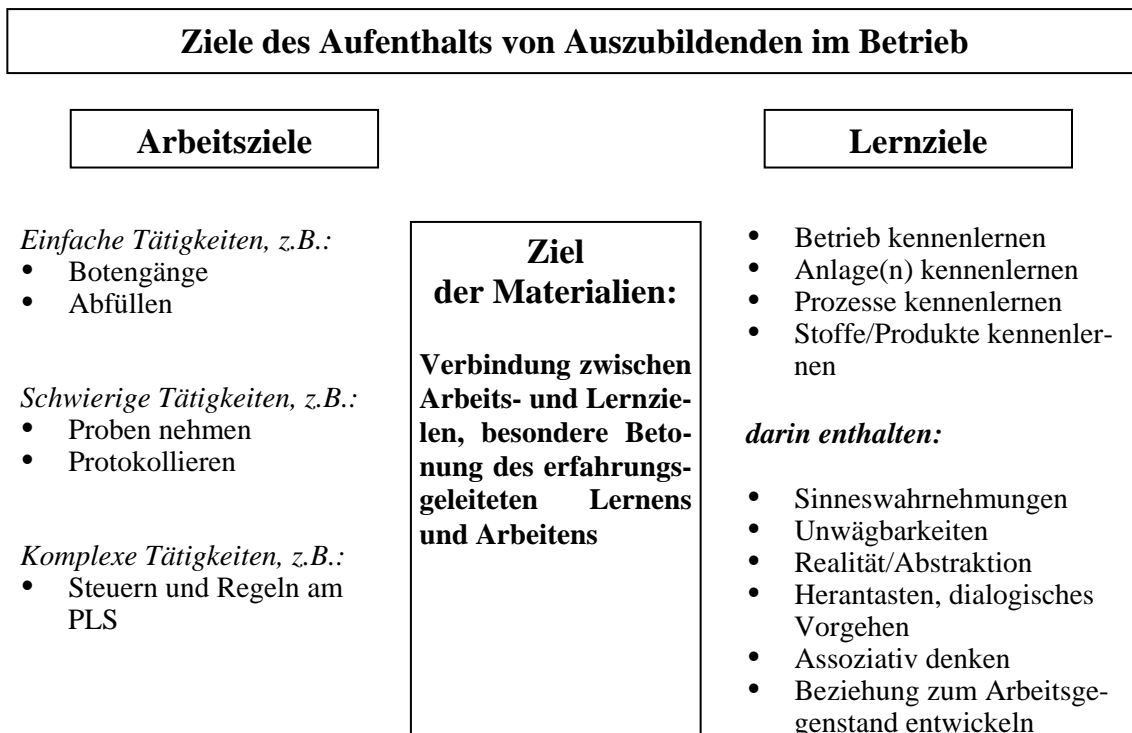 Ziele des Aufenthalts von Auszubildenden im Betrieb
Arbeitsziele
Einfache Tätigkeiten, z.B.:
• Botengänge
• Abfüllen
Schwierige Tätigkeiten, z.B.:
• Proben nehmen
• Protokollieren
Komplexe Tätigkeiten, z.B.:
• Steuern und Regeln am
PLS
Ziel
der Materialien:
Verbindung zwischen
Arbeits- und Lernzie-
len, besondere Beto-
nung des erfahrungs-
geleiteten Lernens
und Arbeitens
Lernziele
• Betrieb kennenlernen
• Anlage(n) kennenlernen
• Prozesse kennenlernen
• Stoffe/Produkte kennenler-
nen
darin enthalten:
• Sinneswahrnehmungen
• Unwägbarkeiten
• Realität/Abstraktion
• Herantasten, dialogisches
Vorgehen
• Assoziativ denken
• Beziehung zum Arbeitsge-
genstand entwickeln